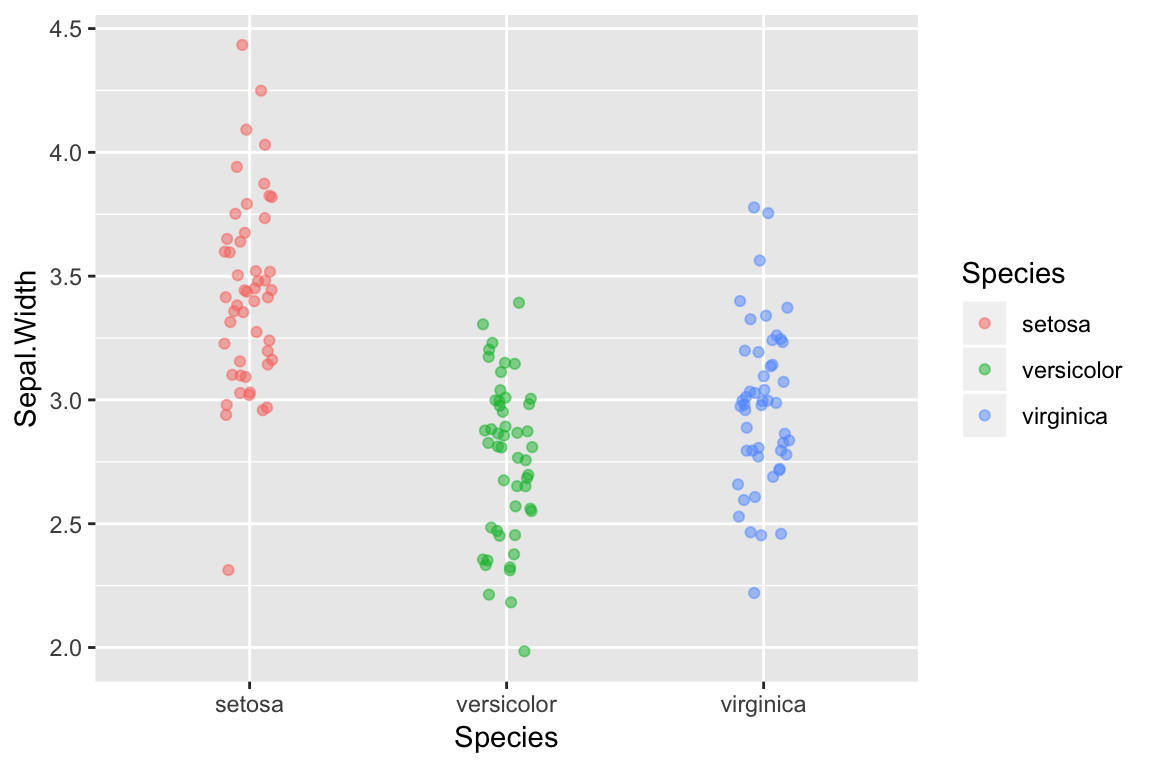 4.5
4.0
3.5
3.0
2.5
2.0
Sepal.Width
setosa versicolor virginica
Species
Species
setosa
versicolor
virginica